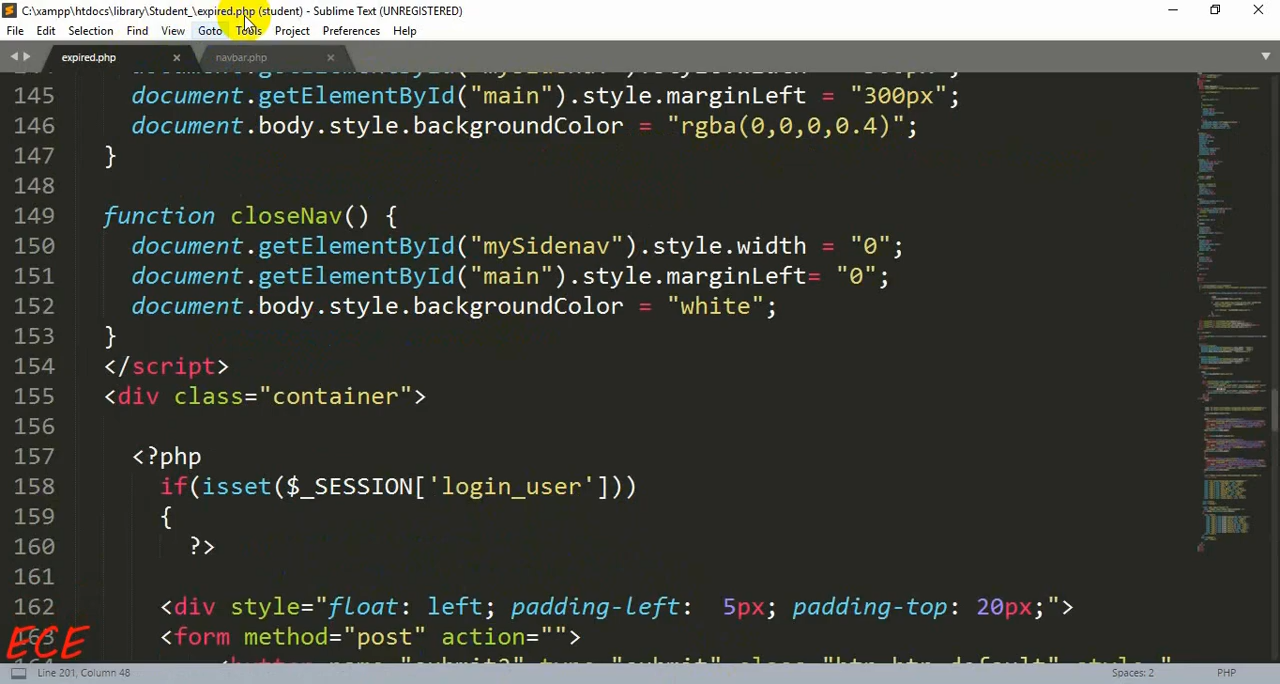 C:\xampp\htdocs\library\Student_\expired.php (student) - Sublime Text (UNREGISTERED)
File Edit Selection Find View Goto Tools Project Preferences Help
expired.php navbar.php
145 document.getElementById("main").style.marginLeft = "300px";
146 document.body.style.backgroundColor = "rgba(0,0,0,0.4)";
147 }
148
149 function closeNav() {
150 document.getElementById("mySidenav").style.width = "0";
151 document.getElementById("main").style.marginLeft= "0";
152 document.body.style.backgroundColor = "white";
153 }
154 </script>
155 <div class="container">
156
157 <?php
158 if(isset($_SESSION['login_user']))
159 {
160 ?>
161
162 <div style="float: left; padding-left:  5px; padding-top: 20px;">
163 <form method="post" action="">
ECE
Line 201, Column 48 Spaces: 2 PHP